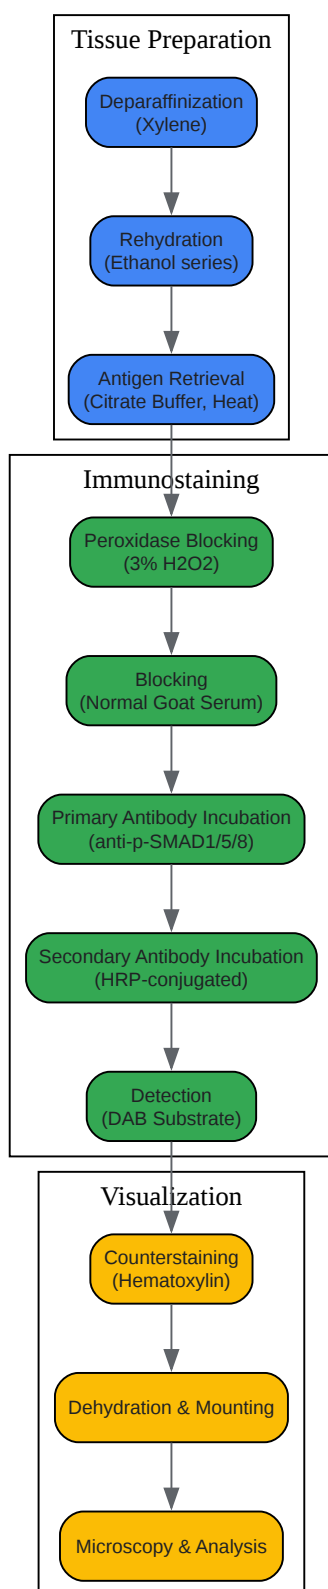 Tissue Preparation
Deparaffinization
(Xylene)
Rehydration
(Ethanol series)
Antigen Retrieval
(Citrate Buffer, Heat)
Immunostaining
Peroxidase Blocking
(3% H2O2)
Blocking
(Normal Goat Serum)
Primary Antibody Incubation
(anti-p-SMAD1/5/8)
Secondary Antibody Incubation
(HRP-conjugated)
Detection
(DAB Substrate)
Visualization
Counterstaining
(Hematoxylin)
Dehydration & Mounting
Microscopy & Analysis